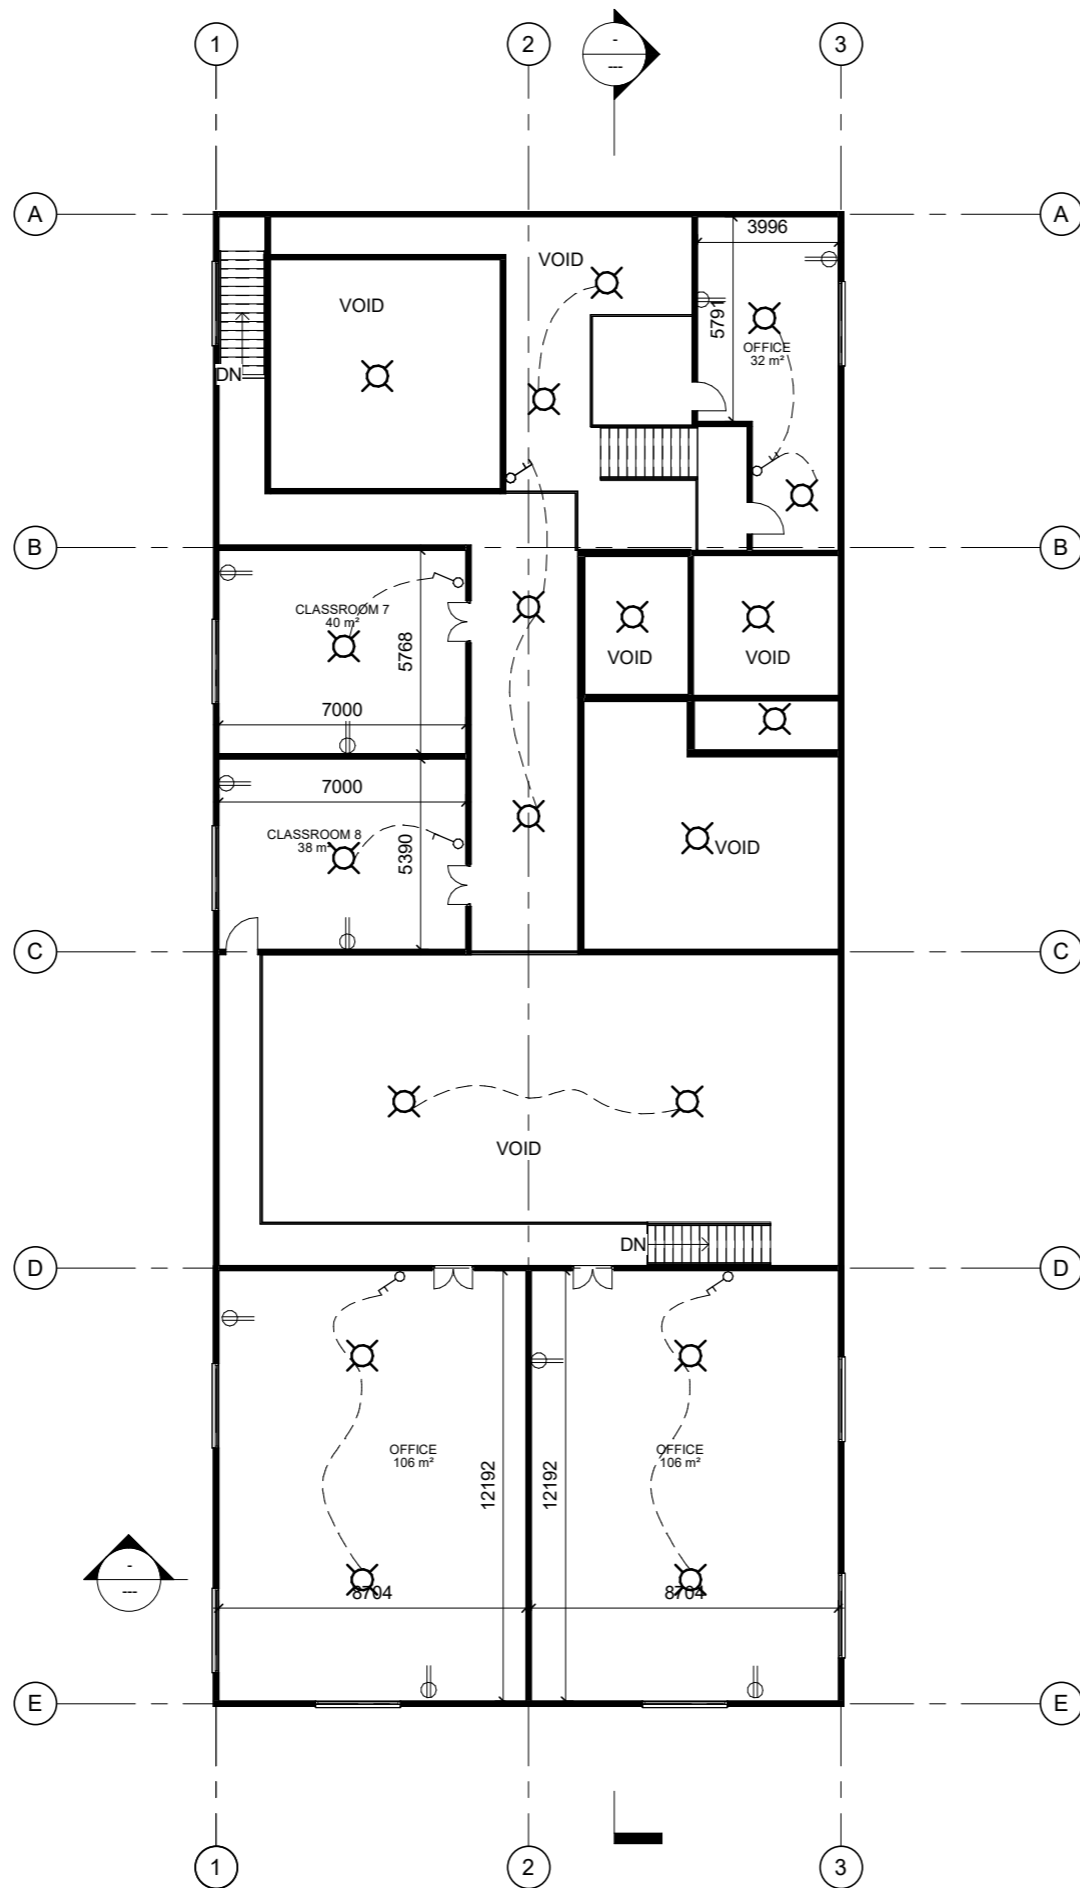 1
2
3
-
---
A
A
3996
VOID
5791
VOID
OFFICE
32 m²
DN
B
B
CLASSROOM 7
40 m²
5768
VOID
VOID
7000
7000
CLASSROOM 8
38 m²
5390
VOID
C
C
VOID
DN
D
D
OFFICE
106 m²
OFFICE
106 m²
12192
12192
-
---
8704
8704
E
E
1
2
3